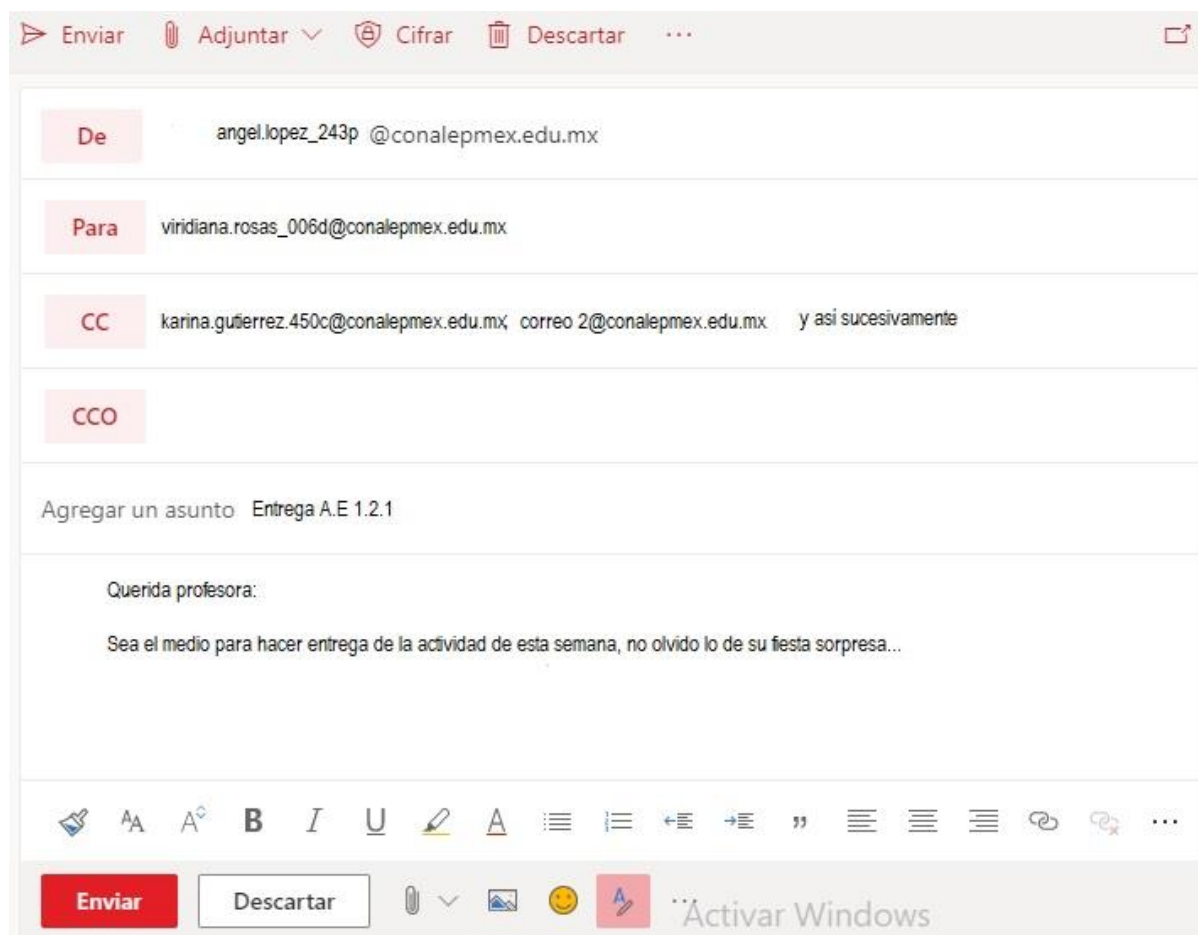 Enviar Adjuntar Cifrar Descartar ...
De angel.lopez_243p @conalepmex.edu.mx
Para viridiana.rosas_006d@conalepmex.edu.mx
CC karina.gutierrez.450c@conalepmex.edu.mx, correo 2@conalepmex.edu.mx y así sucesivamente
CCO
Agregar un asunto Entrega A.E 1.2.1
Querida profesora:
Sea el medio para hacer entrega de la actividad de esta semana, no olvido lo de su fiesta sorpresa...
Enviar Descartar ... Activar Windows